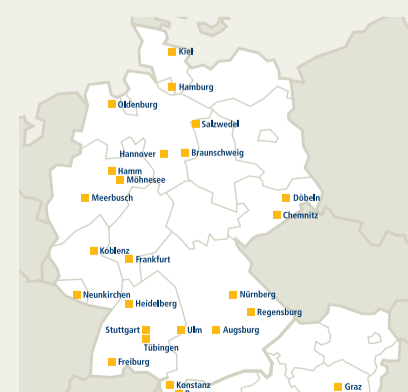 Kiel
Hamburg
Oldenburg
Salzwedel
Hannover
Braunschweig
Hamm
Möhnesee
Meerbusch
Döbeln
Chemnitz
Koblenz
Frankfurt
Neunkirchen
Nürnberg
Heidelberg
Regensburg
Stuttgart
Ulm
Augsburg
Tübingen
Freiburg
Konstanz
Graz